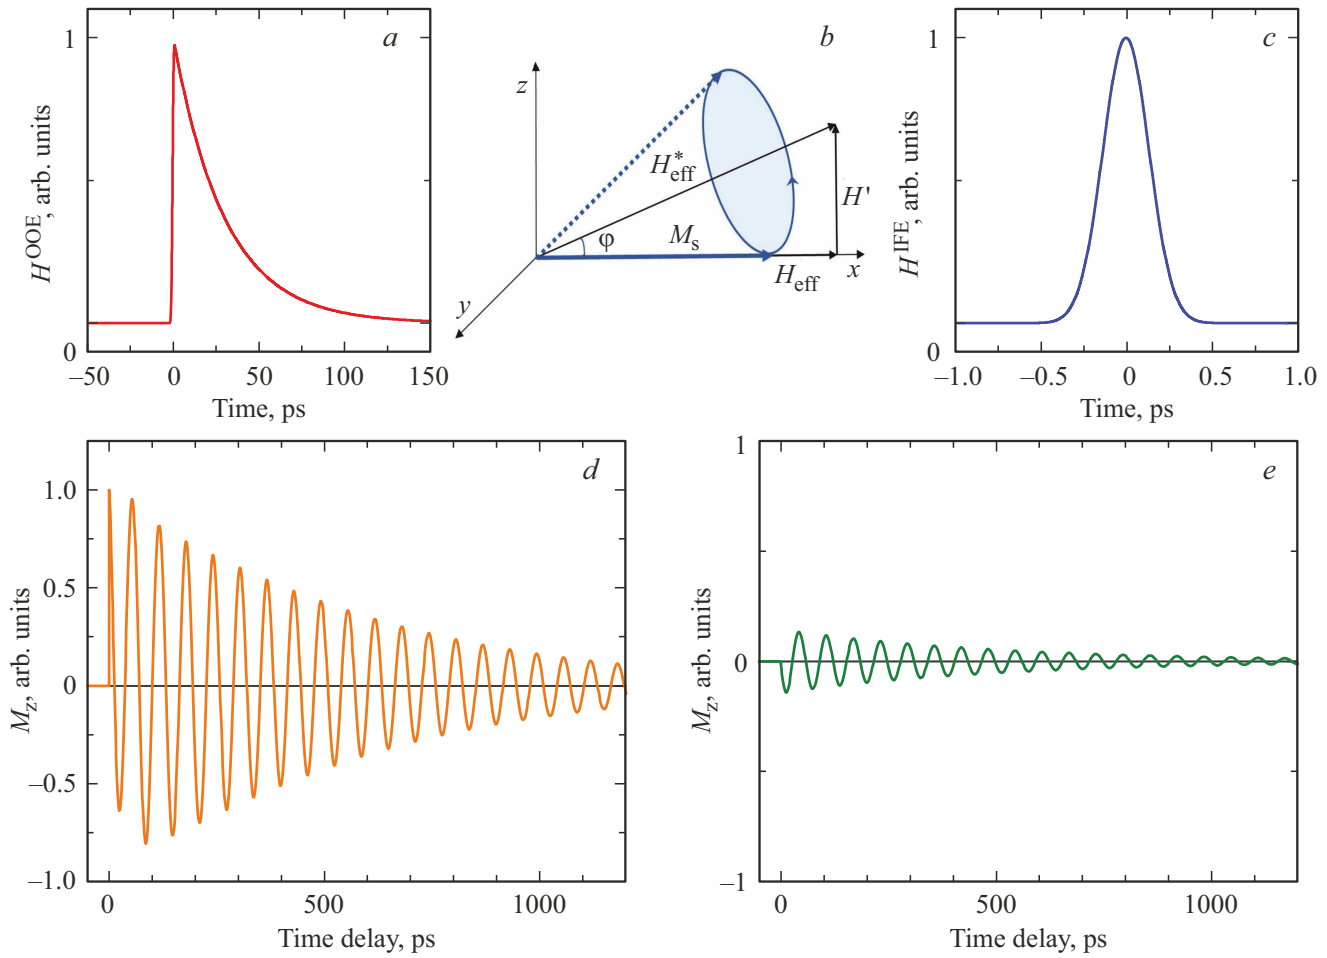 a
1
0
H^OOE, arb. units
–50 0 50 100 150
Time, ps
b
z
y
x
H*eff
φ
Ms
Heff
H'
c
1
0
H^IFE, arb. units
–1.0 –0.5 0 0.5 1.0
Time, ps
d
1.0
0.5
0
–0.5
–1.0
Mz, arb. units
0 500 1000
Time delay, ps
e
1
0
–1
Mz, arb. units
0 500 1000
Time delay, ps